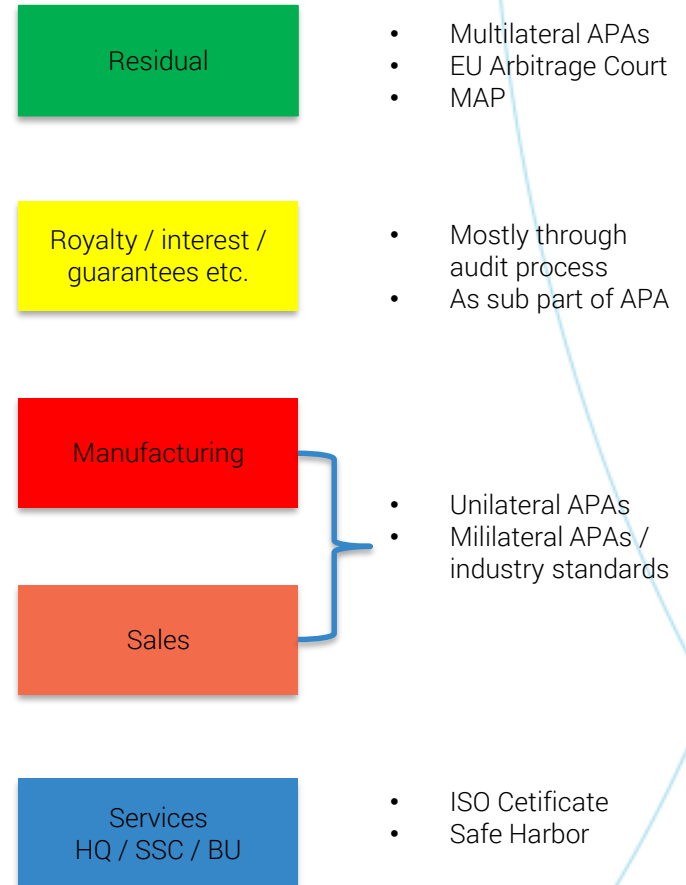 Residual
• Multilateral APAs
• EU Arbitrage Court
• MAP
Royalty / interest /
guarantees etc.
• Mostly through
audit process
• As sub part of APA
Manufacturing
Sales
• Unilateral APAs
• Mililateral APAs /
industry standards
Services
HQ / SSC / BU
• ISO Cetificate
• Safe Harbor